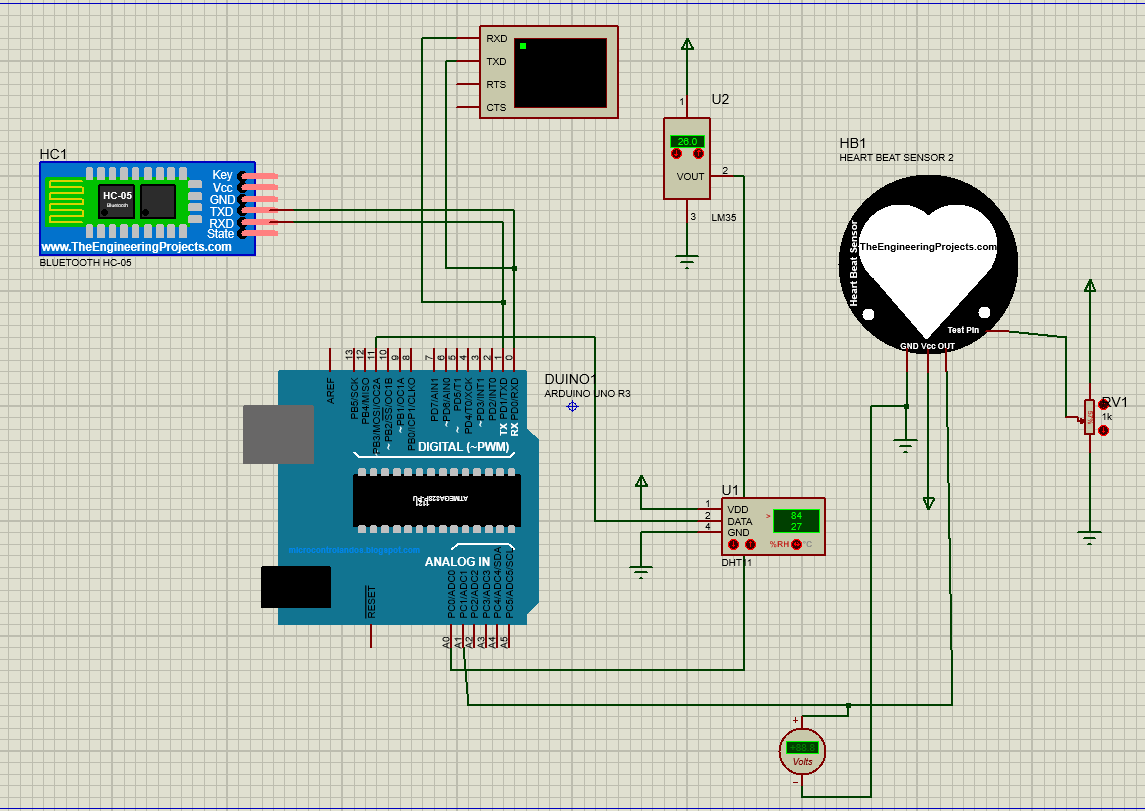 RXD
TXD
RTS
CTS
1
U2
26.0
VOUT
2
3
LM35
HC1
HC-05
Bluetooth
Key
Vcc
GND
TXD
RXD
State
www.TheEngineeringProjects.com
BLUETOOTH HC-05
HB1
HEART BEAT SENSOR 2
Heart Beat Sensor
TheEngineeringProjects.com
Test Pin
GND Vcc OUT
RV1
1k
DUINO1
ARDUINO UNO R3
AREF
13
12
11
10
9
8
7
6
5
4
3
2
1
0
PB5/SCK
PB4/MISO
PB3/MOSI/OC2A
~ PB2/SS/OC1B
~ PB1/OC1A
PB0/ICP1/CLKO
PD7/AIN1
~ PD6/AIN0
~ PD5/T1
PD4/T0/XCK
~ PD3/INT1
PD2/INT0
TX PD1/TXD
RX PD0/RXD
DIGITAL (~PWM)
ATMEGA328P-PU
1121
microcontrolandos.blogspot.com
ANALOG IN
RESET
PC0/ADC0
PC1/ADC1
PC2/ADC2
PC3/ADC3
PC4/ADC4/SDA
PC5/ADC5/SCL
A0
A1
A2
A3
A4
A5
U1
1
2
4
VDD
DATA
GND
>
84
27
%RH
°C
DHT11
+
+88.8
Volts
-